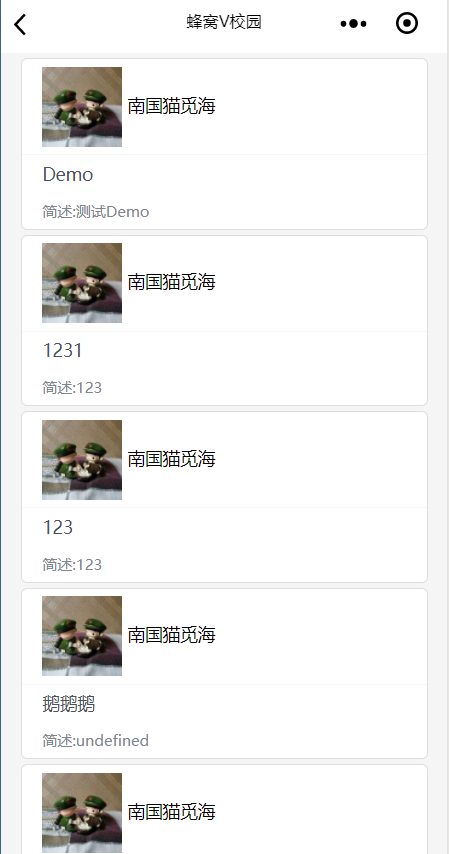 蜂窝V校园
南国猫觅海
Demo
简述:测试Demo
南国猫觅海
1231
简述:123
南国猫觅海
123
简述:123
南国猫觅海
鹅鹅鹅
简述:undefined
南国猫觅海